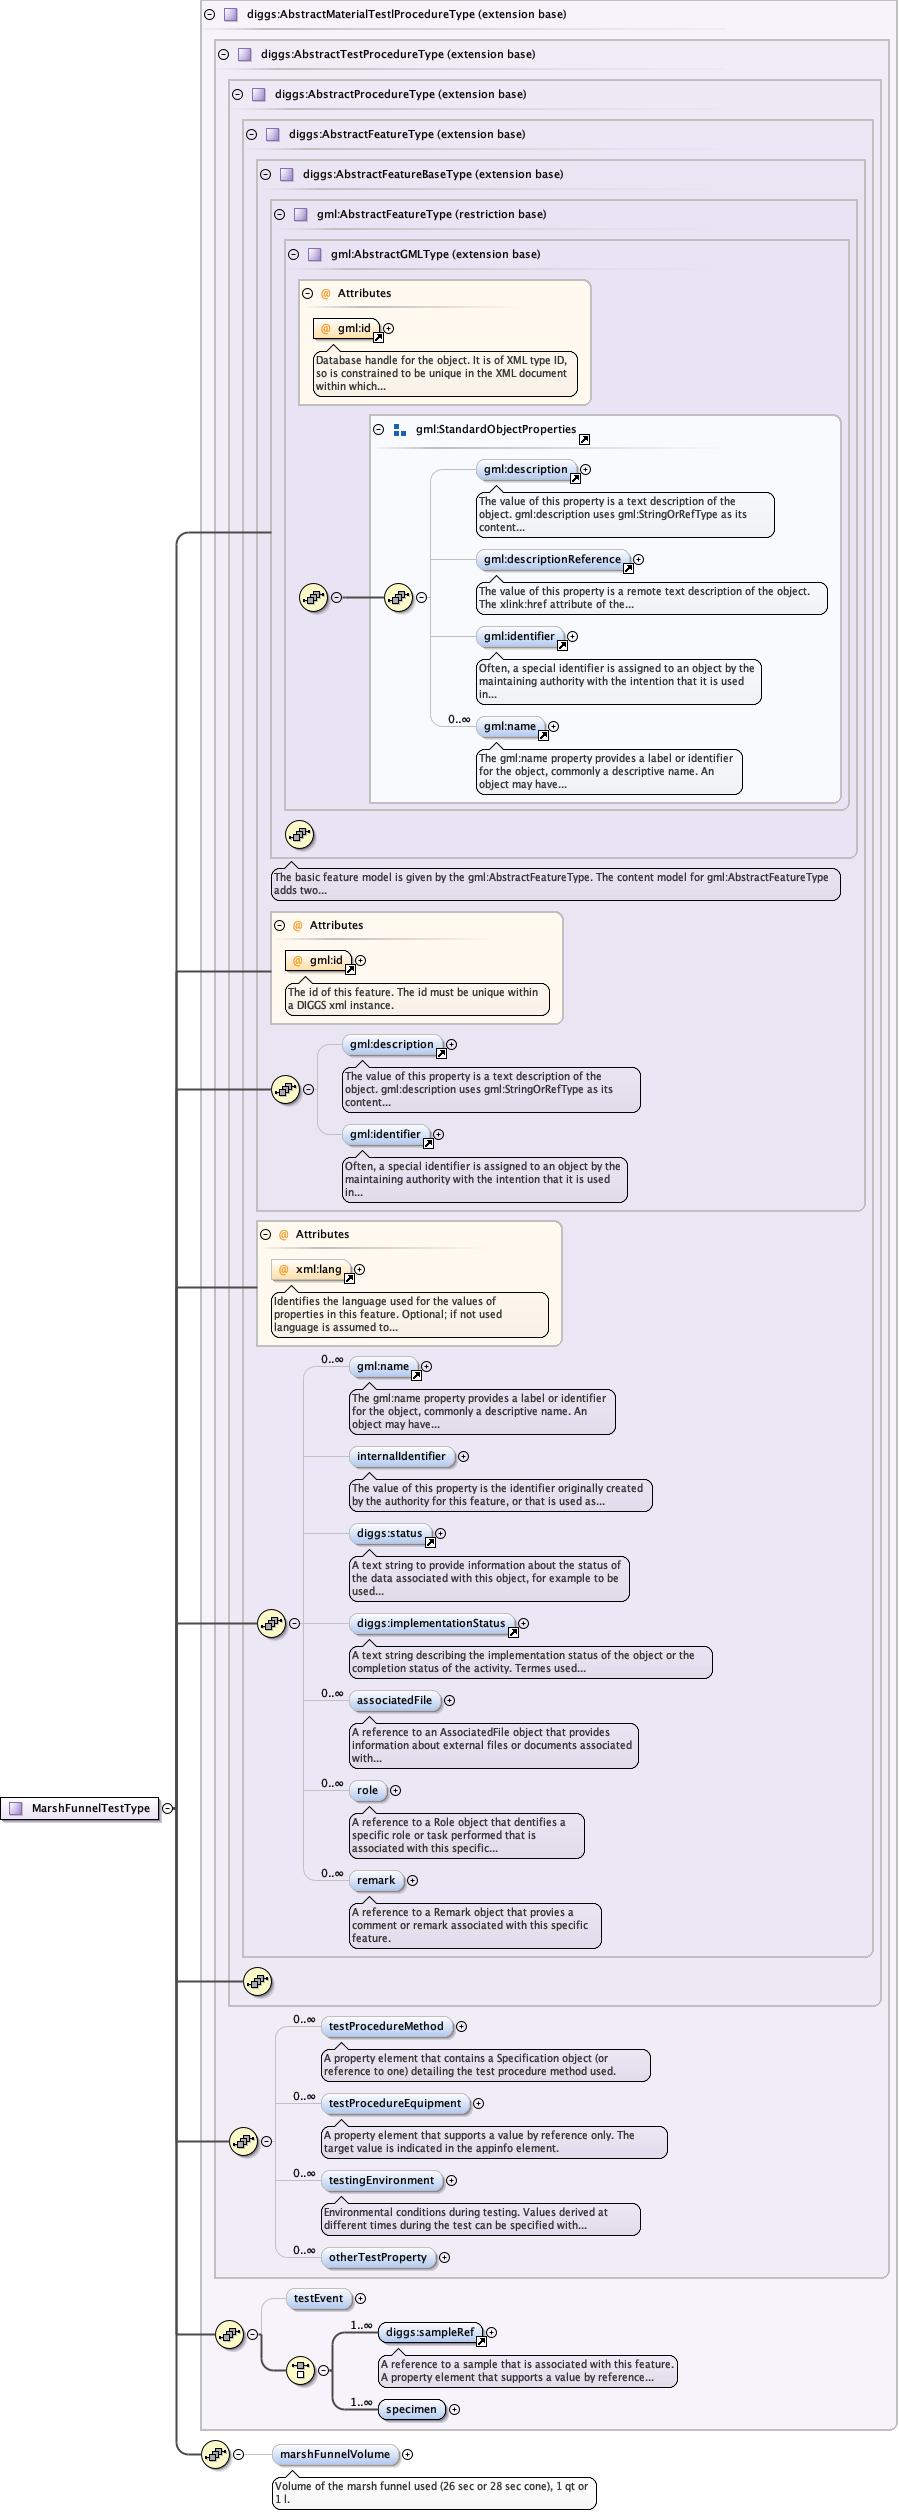 diggs:AbstractMaterialTestlProcedureType (extension base)
diggs:AbstractTestProcedureType (extension base)
diggs:AbstractProcedureType (extension base)
diggs:AbstractFeatureType (extension base)
diggs:AbstractFeatureBaseType (extension base)
gml:AbstractFeatureType (restriction base)
gml:AbstractGMLType (extension base)
@ Attributes
@ gml:id
Database handle for the object. It is of XML type ID,
so is constrained to be unique in the XML document
within which...
gml:StandardObjectProperties
gml:description
The value of this property is a text description of the
object. gml:description uses gml:StringOrRefType as its
content...
gml:descriptionReference
The value of this property is a remote text description of the object.
The xlink:href attribute of the...
gml:identifier
Often, a special identifier is assigned to an object by the
maintaining authority with the intention that it is used
in...
0..∞
gml:name
The gml:name property provides a label or identifier
for the object, commonly a descriptive name. An
object may have...
The basic feature model is given by the gml:AbstractFeatureType. The content model for gml:AbstractFeatureType
adds two...
@ Attributes
@ gml:id
The id of this feature. The id must be unique within
a DIGGS xml instance.
gml:description
The value of this property is a text description of the
object. gml:description uses gml:StringOrRefType as its
content...
gml:identifier
Often, a special identifier is assigned to an object by the
maintaining authority with the intention that it is used
in...
@ Attributes
@ xml:lang
Identifies the language used for the values of
properties in this feature. Optional; if not used
language is assumed to...
0..∞
gml:name
The gml:name property provides a label or identifier
for the object, commonly a descriptive name. An
object may have...
internalIdentifier
The value of this property is the identifier originally created
by the authority for this feature, or that is used as...
diggs:status
A text string to provide information about the status of
the data associated with this object, for example to be
used...
diggs:implementationStatus
A text string describing the implementation status of the object or the
completion status of the activity. Termes used...
0..∞
associatedFile
A reference to an AssociatedFile object that provides
information about external files or documents associated
with...
0..∞
role
A reference to a Role object that dentifies a
specific role or task performed that is
associated with this specific...
MarshFunnelTestType
0..∞
remark
A reference to a Remark object that provies a
comment or remark associated with this specific
feature.
0..∞
testProcedureMethod
A property element that contains a Specification object (or
reference to one) detailing the test procedure method used.
0..∞
testProcedureEquipment
A property element that supports a value by reference only. The
target value is indicated in the appinfo element.
0..∞
testingEnvironment
Environmental conditions during testing. Values derived at
different times during the test can be specified with...
0..∞
otherTestProperty
testEvent
1..∞
diggs:sampleRef
A reference to a sample that is associated with this feature.
A property element that supports a value by reference...
1..∞
specimen
marshFunnelVolume
Volume of the marsh funnel used (26 sec or 28 sec cone), 1 qt or
1 l.